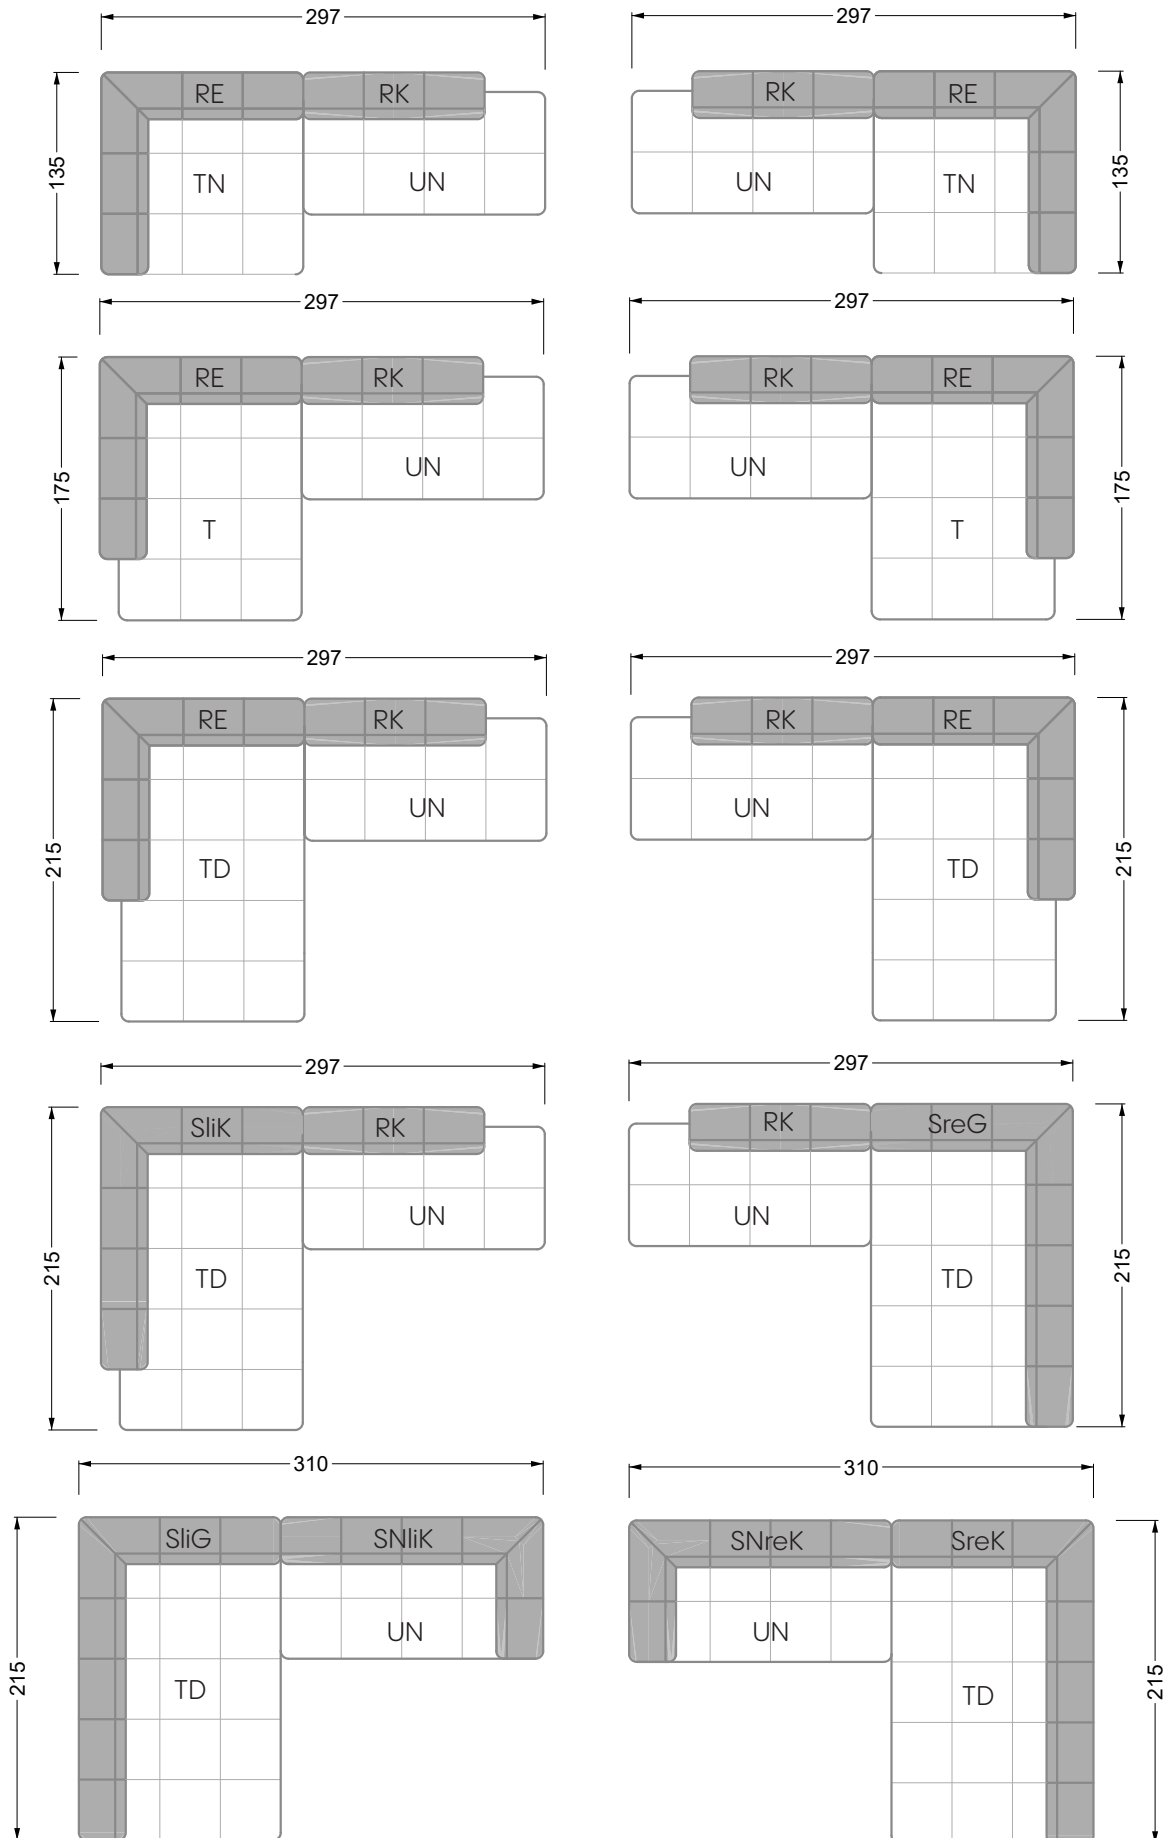 297 297
RE RK RK RE
135 TN UN UN TN 135
297 297
RE RK RK RE
175 UN UN 175
T T
297 297
RE RK RK RE
UN UN
215 TD TD 215
297 297
SliK RK RK SreG
UN UN
215 TD TD 215
310 310
SliG SNliK SNreK SreK
UN UN
215 TD TD 215